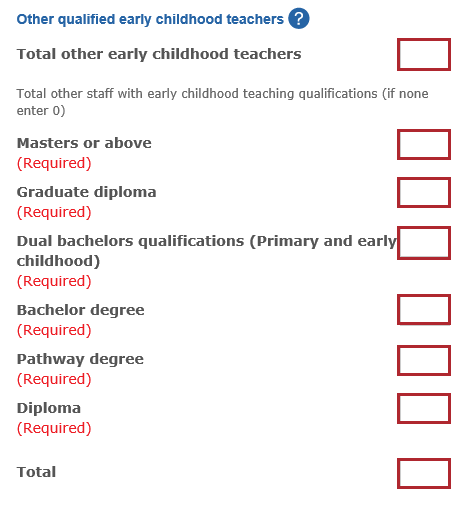 Other qualified early childhood teachers ?
Total other early childhood teachers
Total other staff with early childhood teaching qualifications (if none
enter 0)
Masters or above
(Required)
Graduate diploma
(Required)
Dual bachelors qualifications (Primary and early
childhood)
(Required)
Bachelor degree
(Required)
Pathway degree
(Required)
Diploma
(Required)
Total